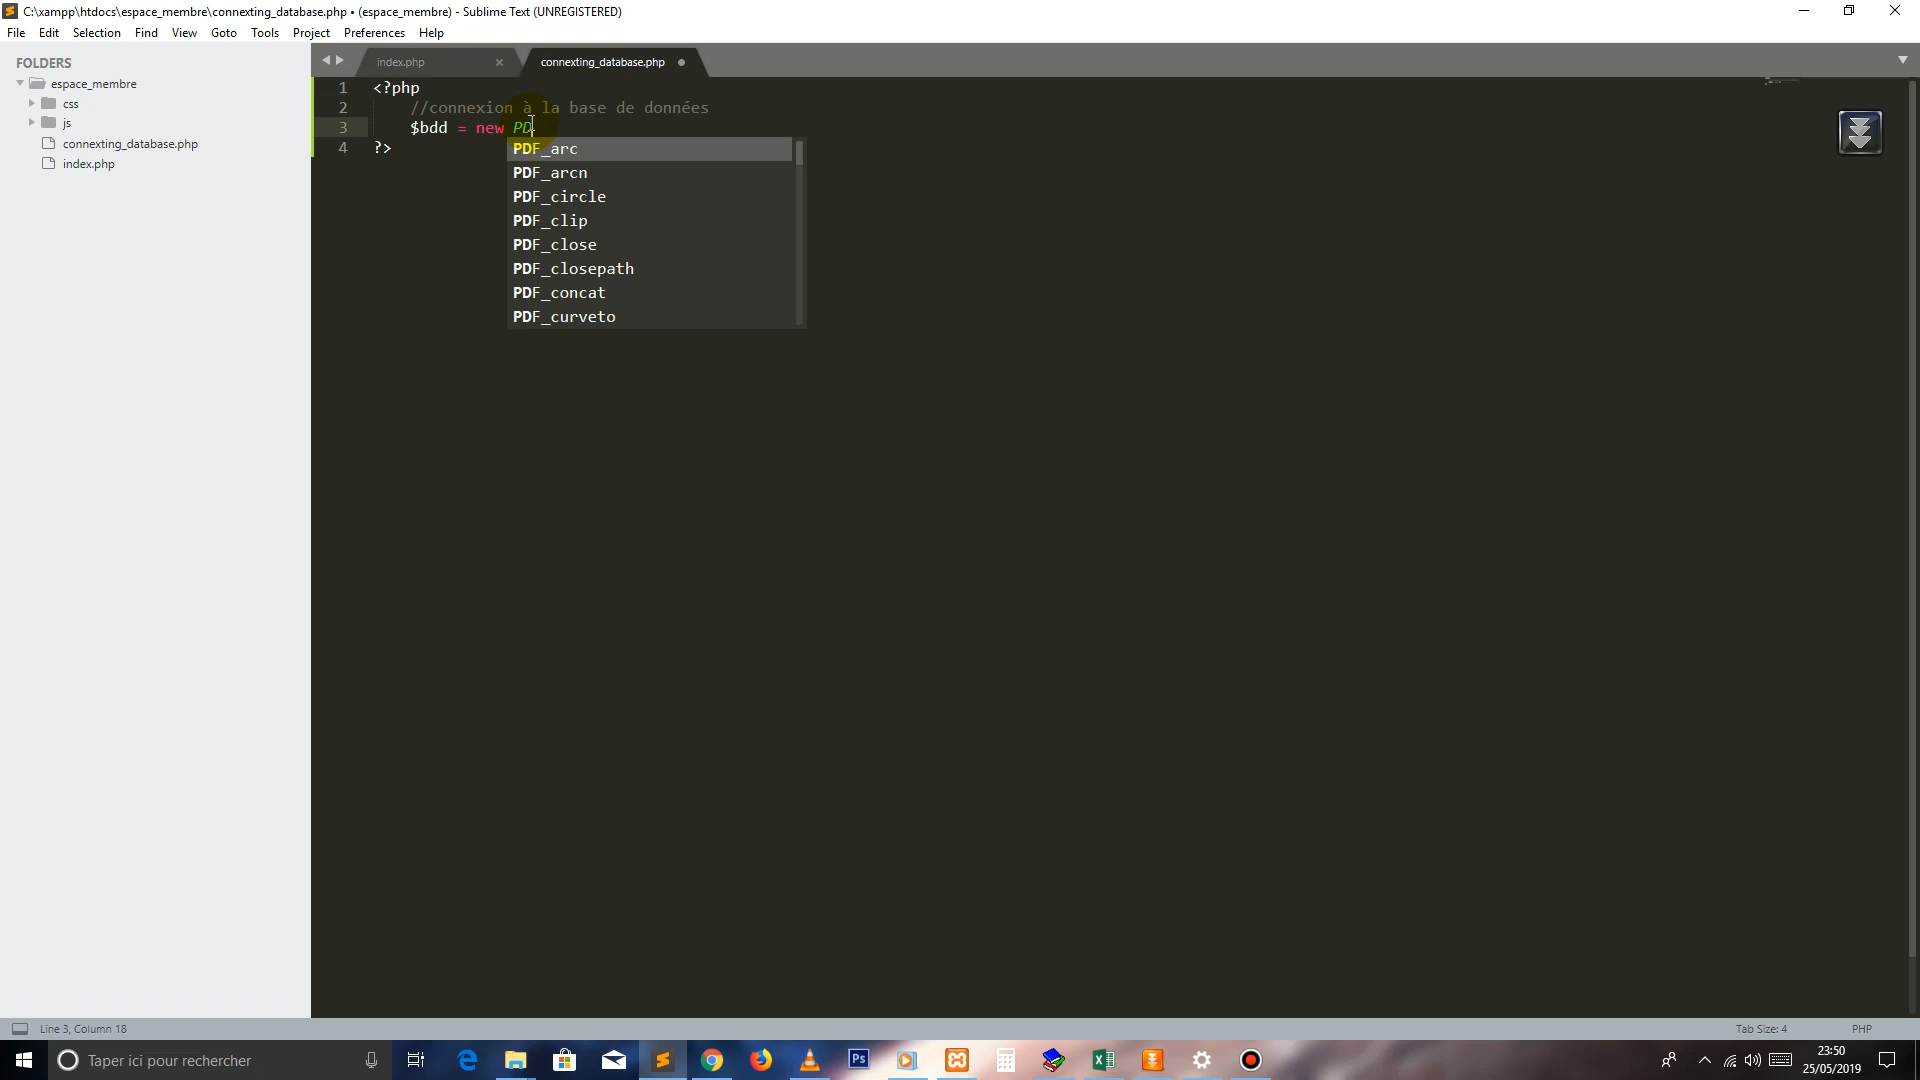 C:\xampp\htdocs\espace_membre\connexting_database.php • (espace_membre) - Sublime Text (UNREGISTERED)
File Edit Selection Find View Goto Tools Project Preferences Help
FOLDERS
espace_membre
css
js
connexting_database.php
index.php
index.php × connexting_database.php
1 <?php
2 //connexion à la base de données
3 $bdd = new PD
4 ?>
PDF_arc
PDF_arcn
PDF_circle
PDF_clip
PDF_close
PDF_closepath
PDF_concat
PDF_curveto
Line 3, Column 18 Tab Size: 4 PHP
Taper ici pour rechercher
Ps
23:50
25/05/2019